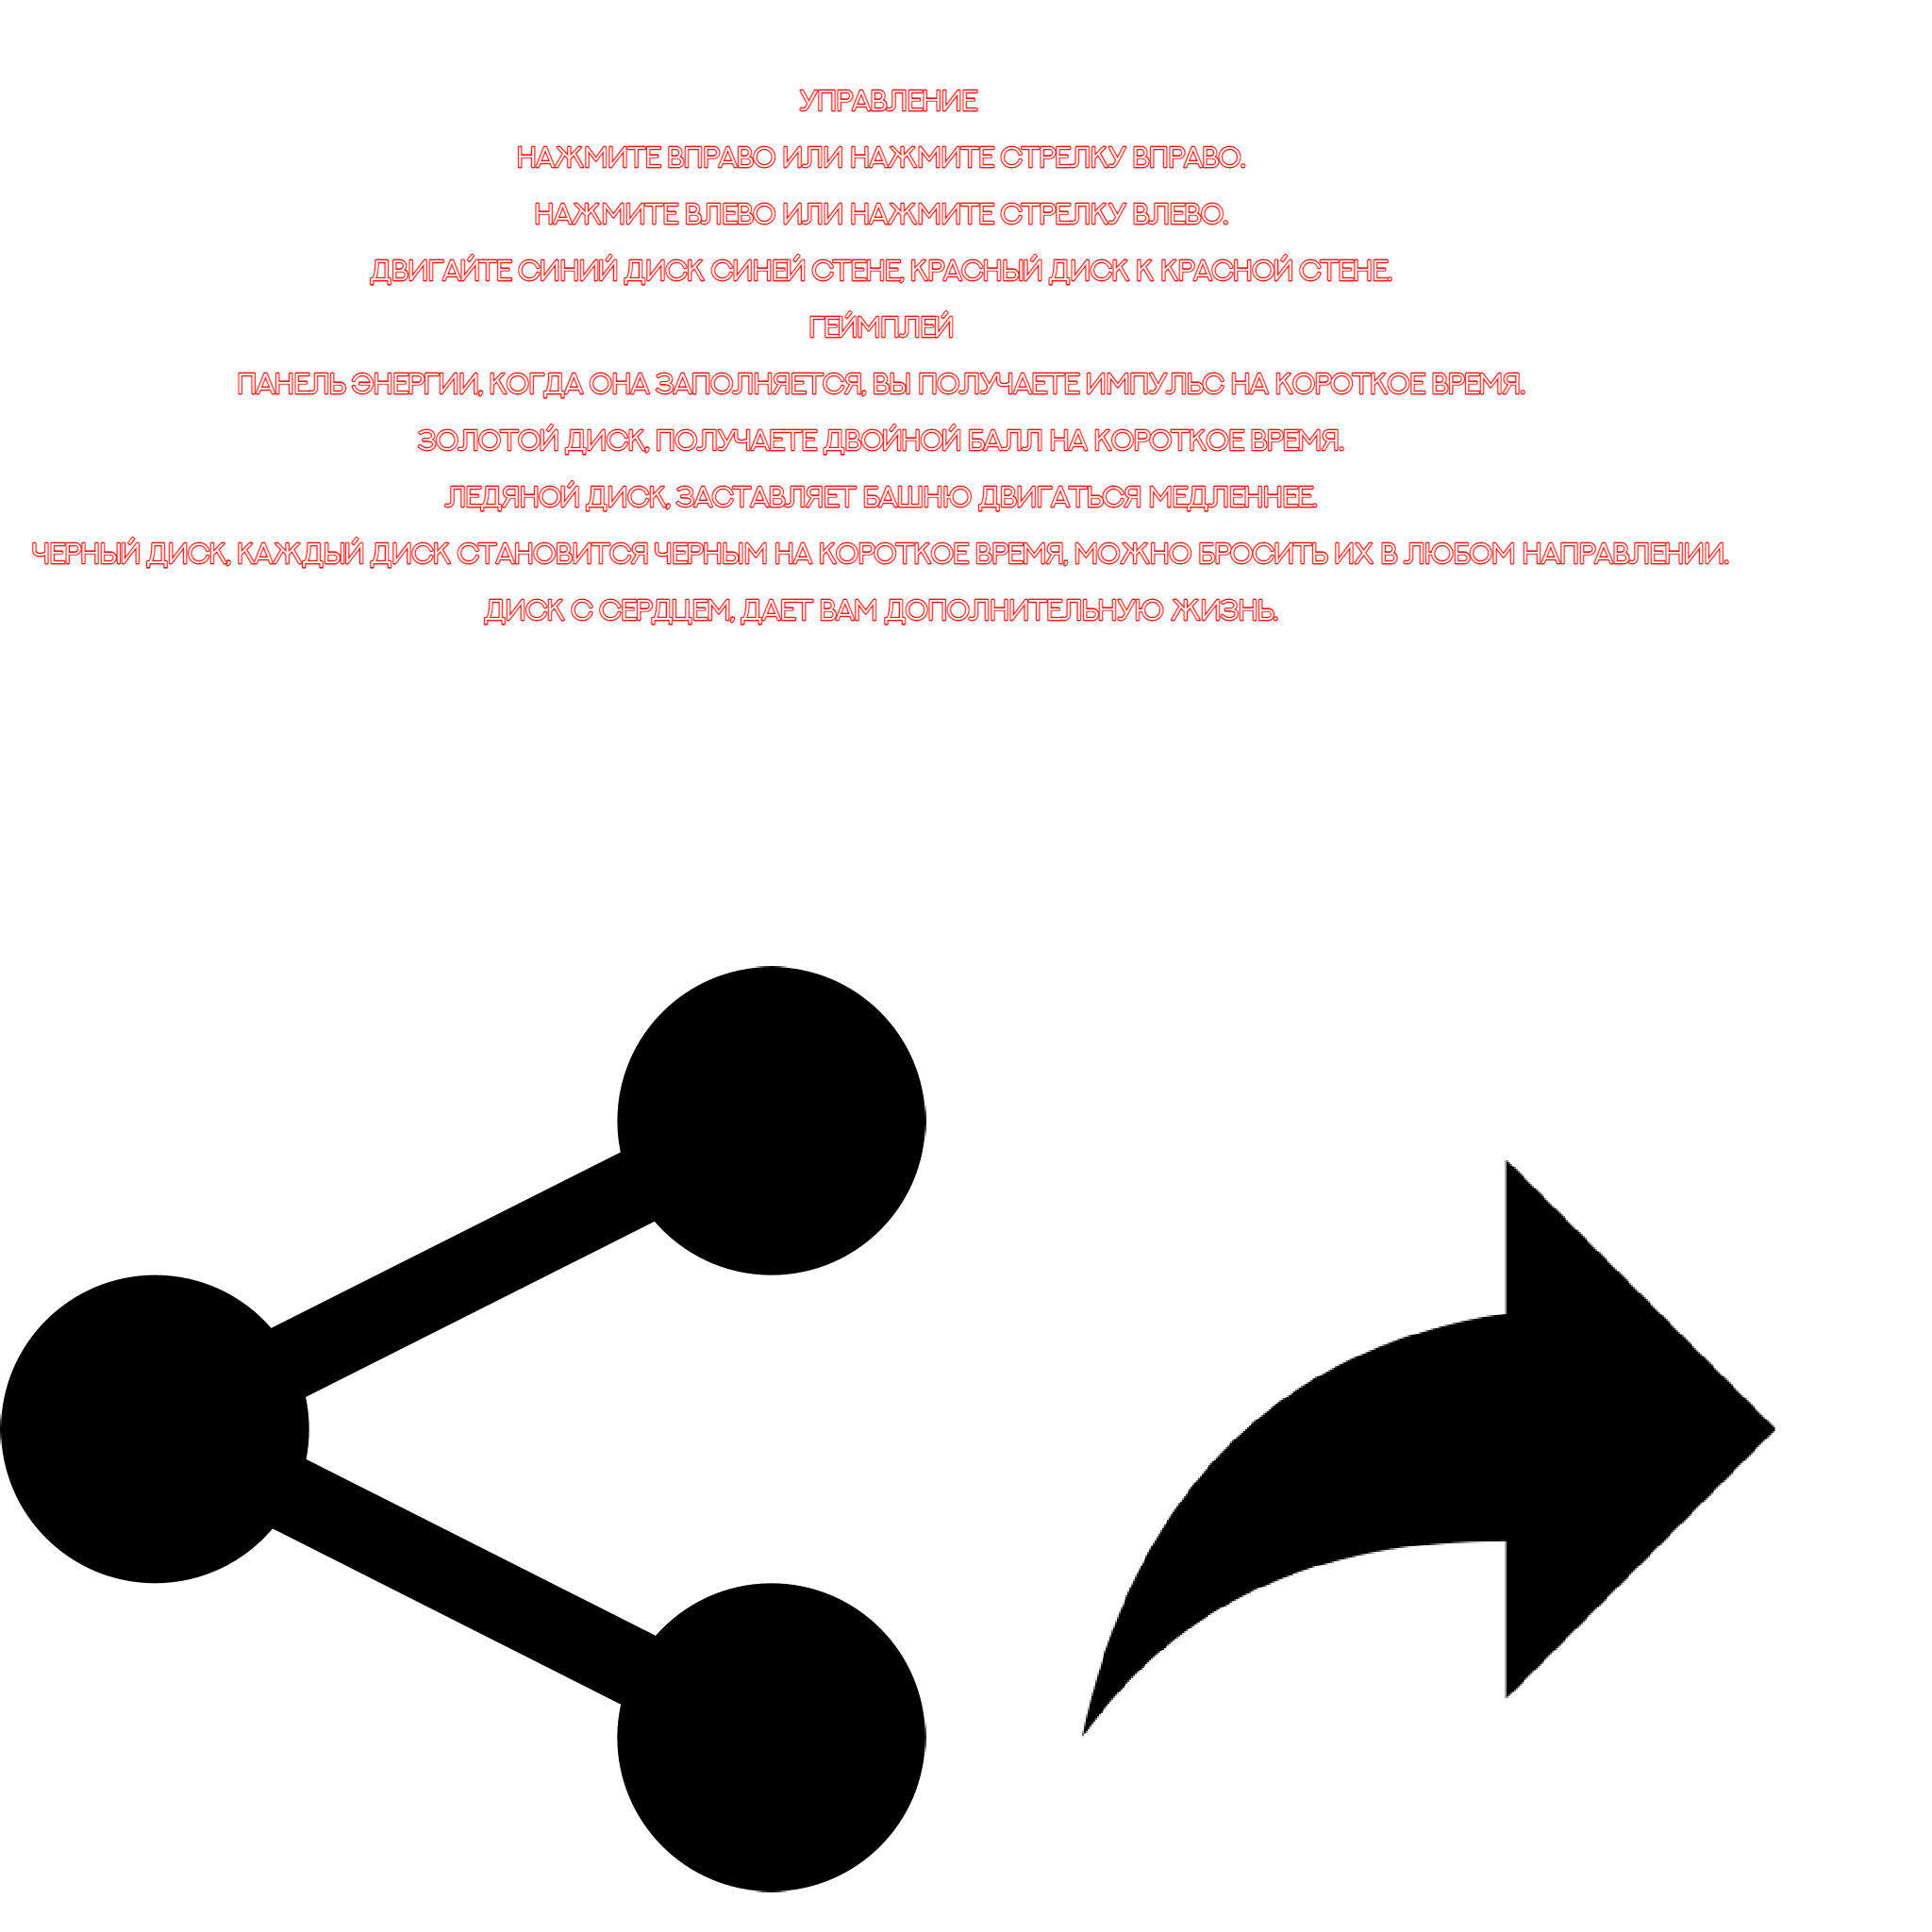 УПРАВЛЕНИЕ
НАЖМИТЕ ВПРАВО ИЛИ НАЖМИТЕ СТРЕЛКУ ВПРАВО.
НАЖМИТЕ ВЛЕВО ИЛИ НАЖМИТЕ СТРЕЛКУ ВЛЕВО.
ДВИГАЙТЕ СИНИЙ ДИСК СИНЕЙ СТЕНЕ, КРАСНЫЙ ДИСК К КРАСНОЙ СТЕНЕ.
ГЕЙМПЛЕЙ
ПАНЕЛЬ ЭНЕРГИИ, КОГДА ОНА ЗАПОЛНЯЕТСЯ, ВЫ ПОЛУЧАЕТЕ ИМПУЛЬС НА КОРОТКОЕ ВРЕМЯ.
ЗОЛОТОЙ ДИСК, ПОЛУЧАЕТЕ ДВОЙНОЙ БАЛЛ НА КОРОТКОЕ ВРЕМЯ.
ЛЕДЯНОЙ ДИСК, ЗАСТАВЛЯЕТ БАШНЮ ДВИГАТЬСЯ МЕДЛЕННЕЕ.
ЧЕРНЫЙ ДИСК, КАЖДЫЙ ДИСК СТАНОВИТСЯ ЧЕРНЫМ НА КОРОТКОЕ ВРЕМЯ, МОЖНО БРОСИТЬ ИХ В ЛЮБОМ НАПРАВЛЕНИИ.
ДИСК С СЕРДЦЕМ, ДАЕТ ВАМ ДОПОЛНИТЕЛЬНУЮ ЖИЗНЬ.